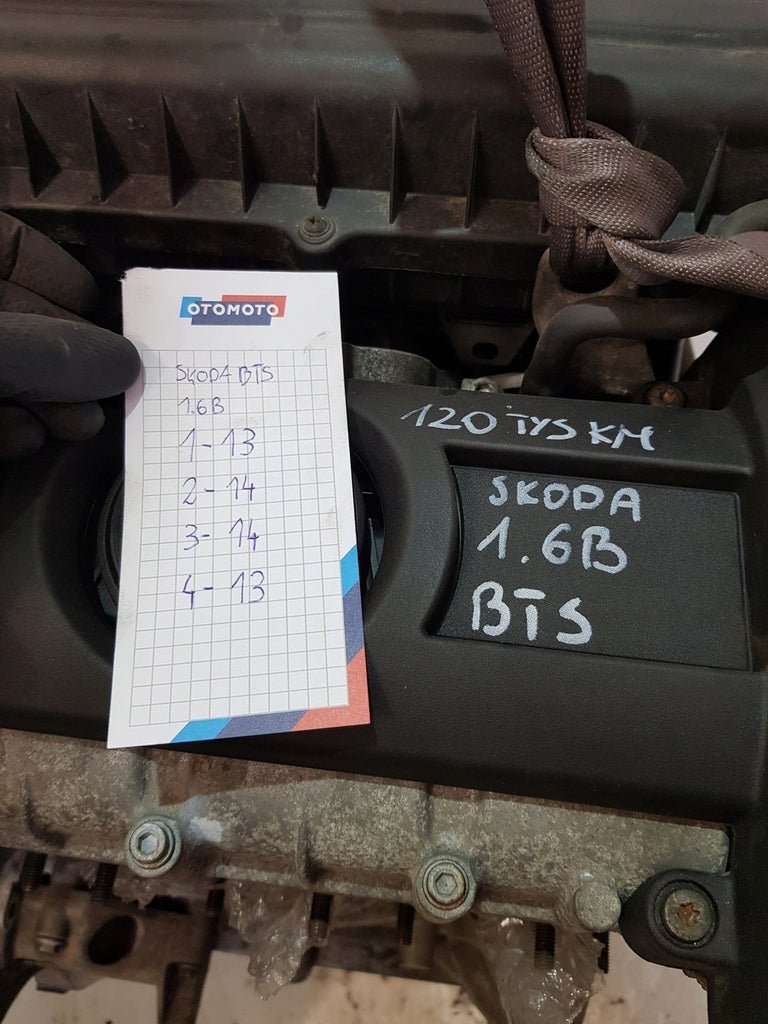 OTOMOTO
SKODA BTS
1.6B
1-13
2-14
3-14
4-13
120 TYS KM
SKODA
1.6B
BTS